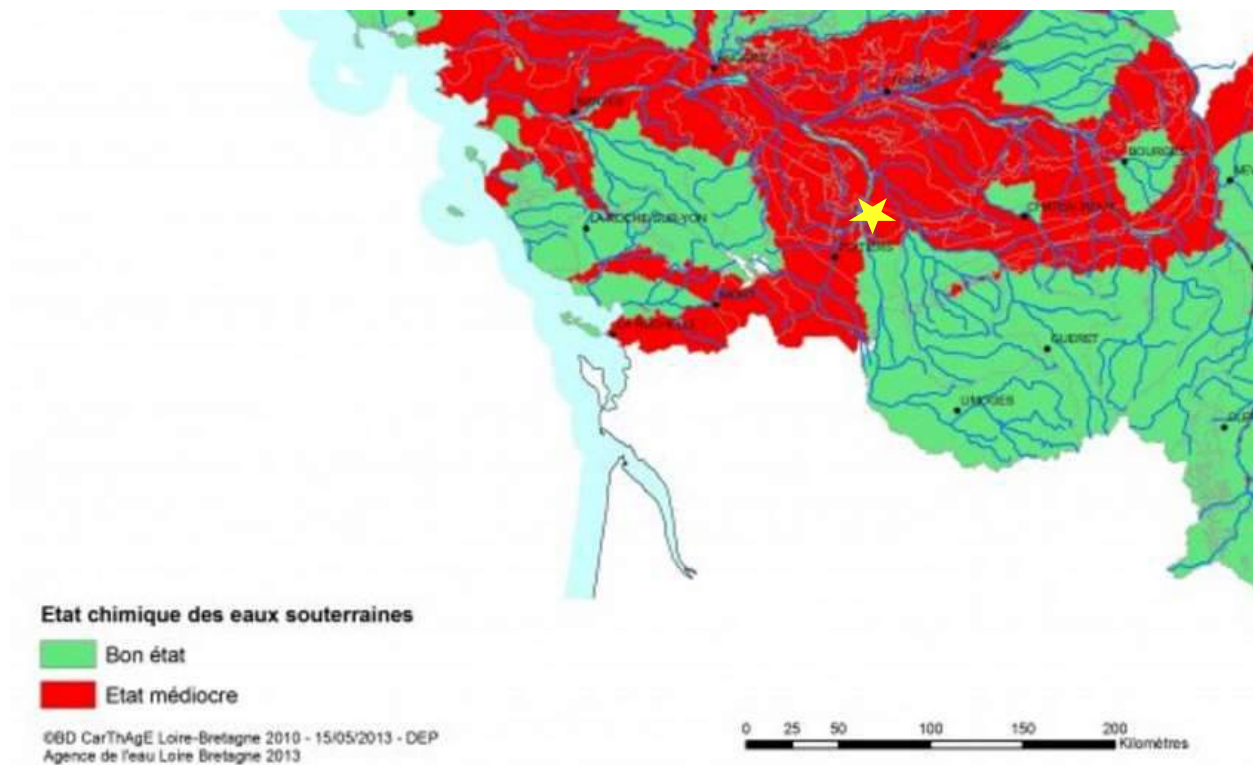 NANTES
TOURS
BOURGES
LA ROCHE/SUR-YON
POITIERS
NIORT
LA ROCHELLE
GUERET
LIMOGES
Etat chimique des eaux souterraines
Bon état
Etat médiocre
©BD CarThAgE Loire-Bretagne 2010 - 15/05/2013 - DEP
Agence de l'eau Loire Bretagne 2013
0 25 50 100 150 200
Kilomètres